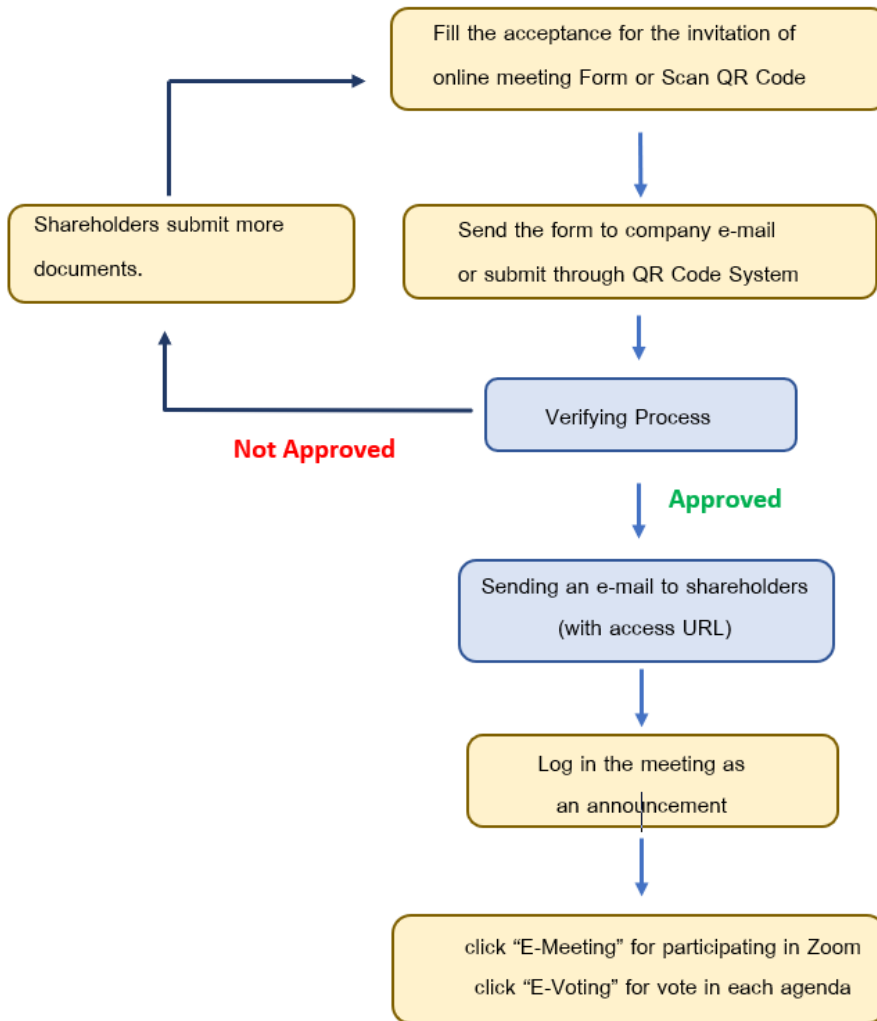 Fill the acceptance for the invitation of
online meeting Form or Scan QR Code
Shareholders submit more
documents.
Send the form to company e-mail
or submit through QR Code System
Verifying Process
Not Approved
Approved
Sending an e-mail to shareholders
(with access URL)
Log in the meeting as
an announcement
click “E-Meeting” for participating in Zoom
click “E-Voting” for vote in each agenda